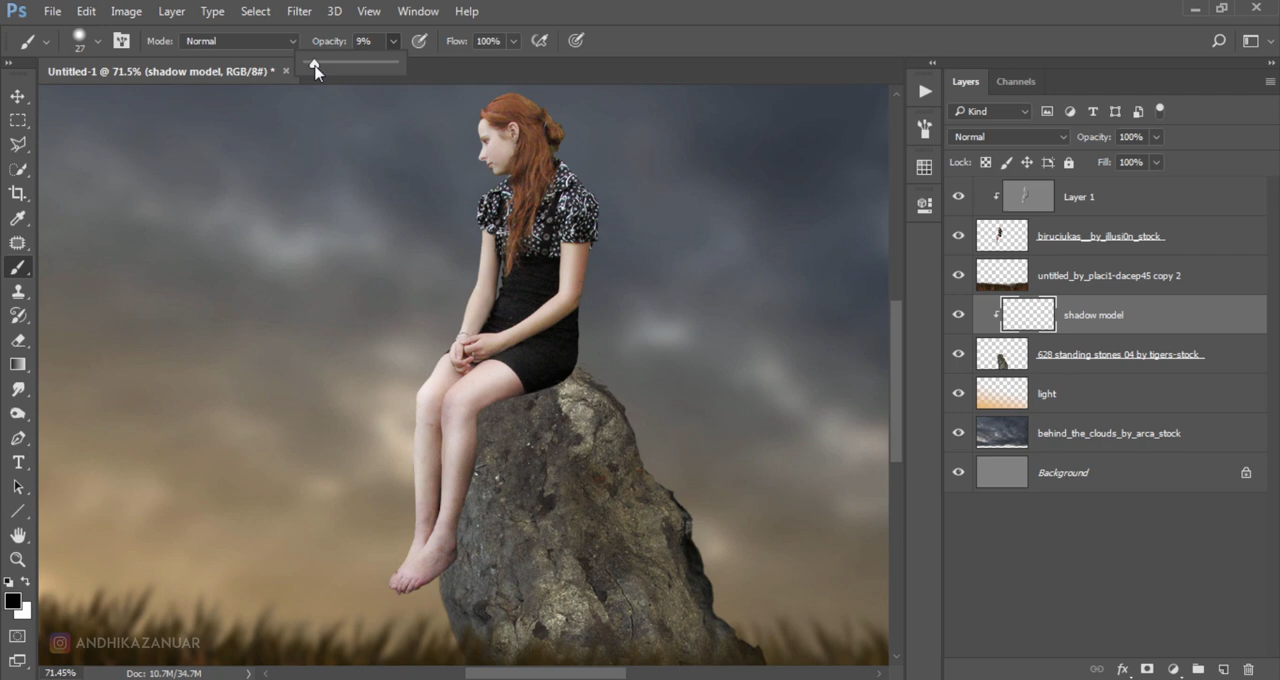 Ps File Edit Image Layer Type Select Filter 3D View Window Help
27 Mode: Normal Opacity: 9% Flow: 100%
Untitled-1 @ 71.5% (shadow model, RGB/8#) * ×
Layers Channels
Kind
Normal Opacity: 100%
Lock: Fill: 100%
Layer 1
biruciukas__by_illusi0n_stock
untitled_by_placi1-dacep45 copy 2
shadow model
628 standing stones 04 by tigers-stock
light
behind_the_clouds_by_arca_stock
Background
ANDHIKAZANUAR
71.45% Doc: 10.7M/34.7M